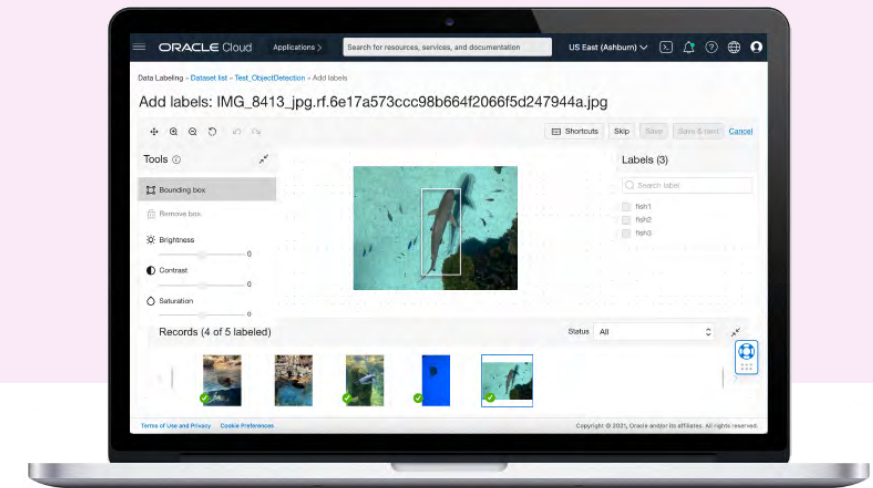 ORACLE Cloud Applications > Search for resources, services, and documentation US East (Ashburn)
Data Labeling » Dataset list » Test_ObjectDetection » Add labels
Add labels: IMG_8413_jpg.rf.6e17a573ccc98b664f2066f5d247944a.jpg
Shortcuts Skip Save Save & next Cancel
Tools
Labels (3)
Bounding box
Search label
Remove box
fish1
fish2
fish3
Brightness
0
Contrast
0
Saturation
0
Records (4 of 5 labeled) Status All
Terms of Use and Privacy Cookie Preferences Copyright © 2021, Oracle and/or its affiliates. All rights reserved.